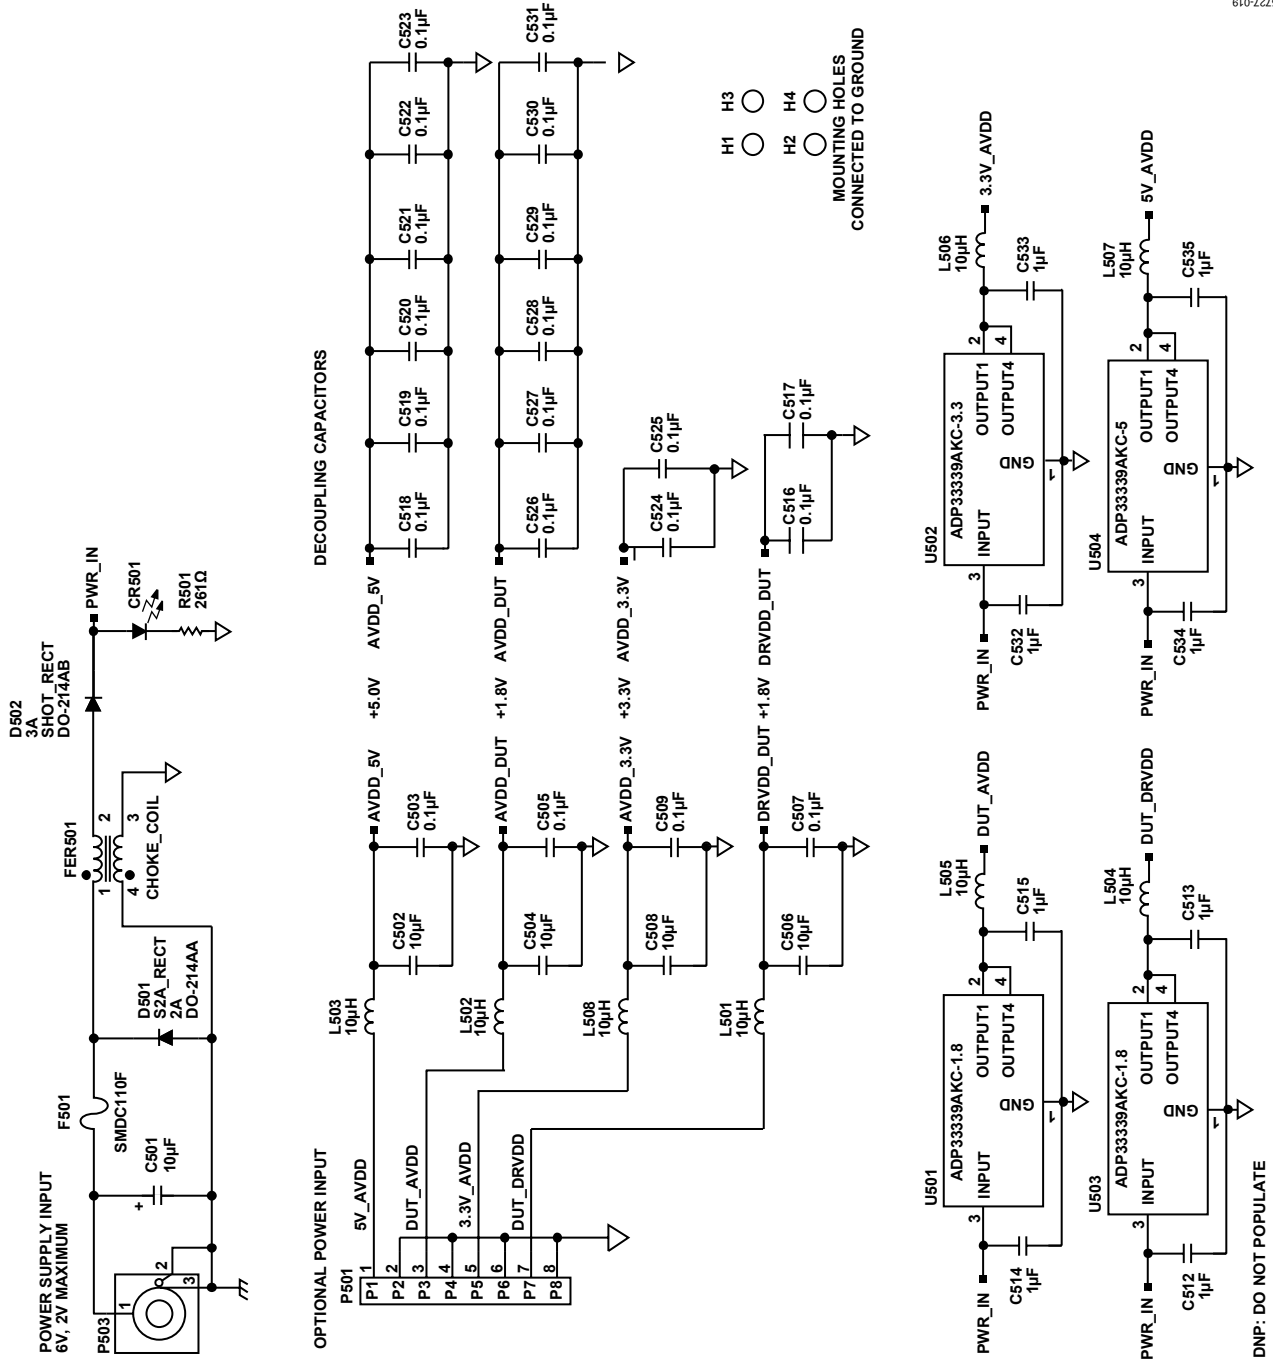 POWER SUPPLY INPUT
6V, 2V MAXIMUM
P503
1
2
3
C501
10µF
+
F501
SMDC110F
D501
S2A_RECT
2A
DO-214AA
FER501
1
2
4
3
CHOKE_COIL
D502
3A
SHOT_RECT
DO-214AB
PWR_IN
CR501
R501
261Ω
OPTIONAL POWER INPUT
P501
P1 1
P2 2
P3 3
P4 4
P5 5
P6 6
P7 7
P8 8
5V_AVDD
DUT_AVDD
3.3V_AVDD
DUT_DRVDD
L503
10µH
C502
10µF
C503
0.1µF
AVDD_5V
L502
10µH
C504
10µF
C505
0.1µF
AVDD_DUT
L508
10µH
C508
10µF
C509
0.1µF
AVDD_3.3V
L501
10µH
C506
10µF
C507
0.1µF
DRVDD_DUT
DECOUPLING CAPACITORS
+5.0V AVDD_5V
C518
0.1µF
C519
0.1µF
C520
0.1µF
C521
0.1µF
C522
0.1µF
C523
0.1µF
+1.8V AVDD_DUT
C526
0.1µF
C527
0.1µF
C528
0.1µF
C529
0.1µF
C530
0.1µF
C531
0.1µF
+3.3V AVDD_3.3V
C524
0.1µF
C525
0.1µF
+1.8V DRVDD_DUT
C516
0.1µF
C517
0.1µF
H1 H3
H2 H4
MOUNTING HOLES
CONNECTED TO GROUND
U501
ADP33339AKC-1.8
PWR_IN
3
INPUT
OUTPUT1
2
OUTPUT4
4
GND
1
C514
1µF
C515
1µF
L505
10µH
DUT_AVDD
U502
ADP33339AKC-3.3
PWR_IN
3
INPUT
OUTPUT1
2
OUTPUT4
4
GND
1
C532
1µF
C533
1µF
L506
10µH
3.3V_AVDD
U503
ADP33339AKC-1.8
PWR_IN
3
INPUT
OUTPUT1
2
OUTPUT4
4
GND
1
C512
1µF
C513
1µF
L504
10µH
DUT_DRVDD
U504
ADP33339AKC-5
PWR_IN
3
INPUT
OUTPUT1
2
OUTPUT4
4
GND
1
C534
1µF
C535
1µF
L507
10µH
5V_AVDD
DNP: DO NOT POPULATE